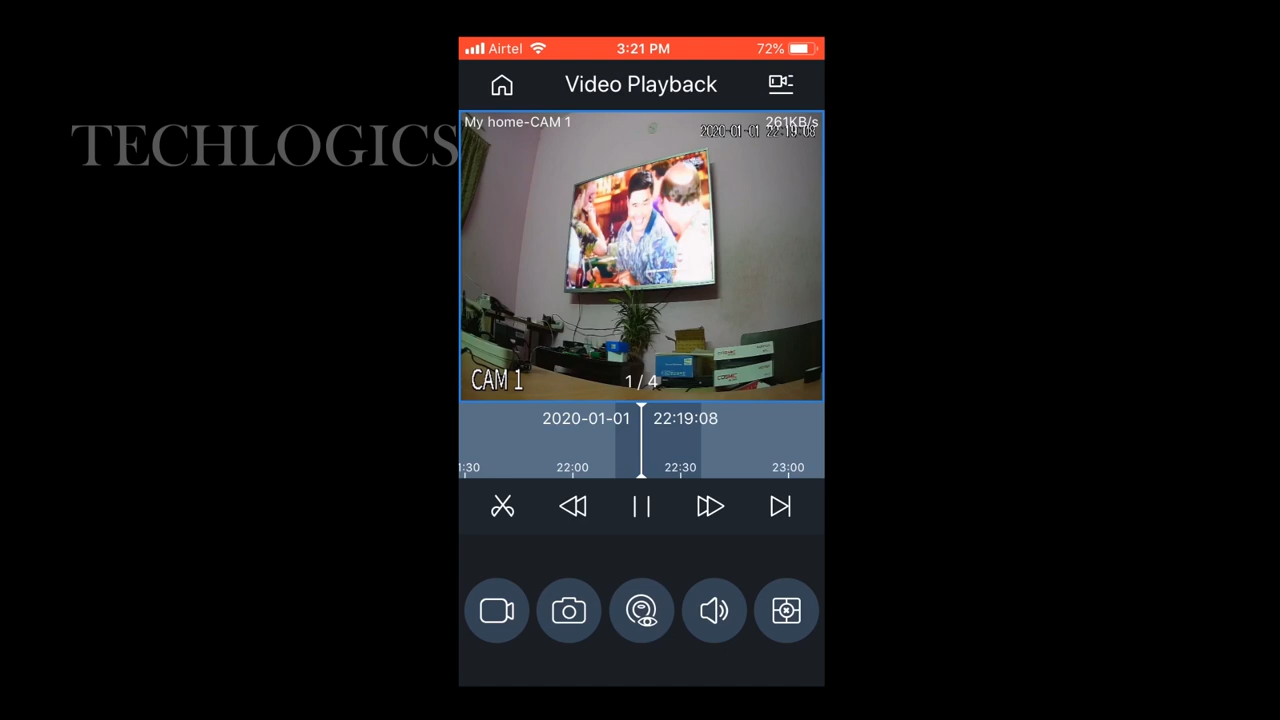 Airtel 3:21 PM 72%
Video Playback
TECHLOGICS
My home-CAM 1 261KB/s
2020-01-01 22:19:08
CAM 1
1 / 4
2020-01-01 22:19:08
1:30 22:00 22:30 23:00